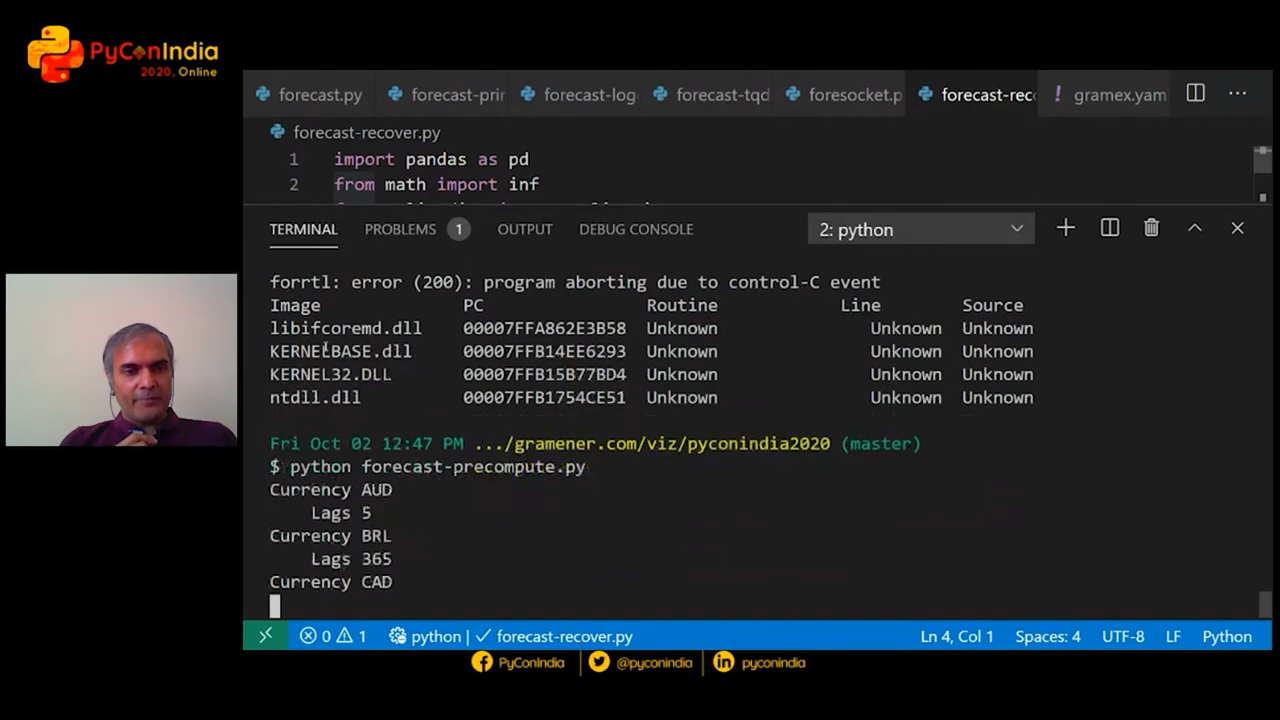 PyConIndia
2020, Online
forecast.py forecast-prir forecast-log forecast-tqd foresocket.p forecast-rec ! gramex.yam ...
forecast-recover.py
1 import pandas as pd
2 from math import inf
TERMINAL PROBLEMS 1 OUTPUT DEBUG CONSOLE 2: python
forrtl: error (200): program aborting due to control-C event
Image PC Routine Line Source
libifcoremd.dll 00007FFA862E3B58 Unknown Unknown Unknown
KERNELBASE.dll 00007FFB14EE6293 Unknown Unknown Unknown
KERNEL32.DLL 00007FFB15B77BD4 Unknown Unknown Unknown
ntdll.dll 00007FFB1754CE51 Unknown Unknown Unknown
Fri Oct 02 12:47 PM .../gramener.com/viz/pyconindia2020 (master)
$ python forecast-precompute.py
Currency AUD
Lags 5
Currency BRL
Lags 365
Currency CAD
0 1 python | ✓ forecast-recover.py Ln 4, Col 1 Spaces: 4 UTF-8 LF Python
PyConIndia @pyconindia pyconindia